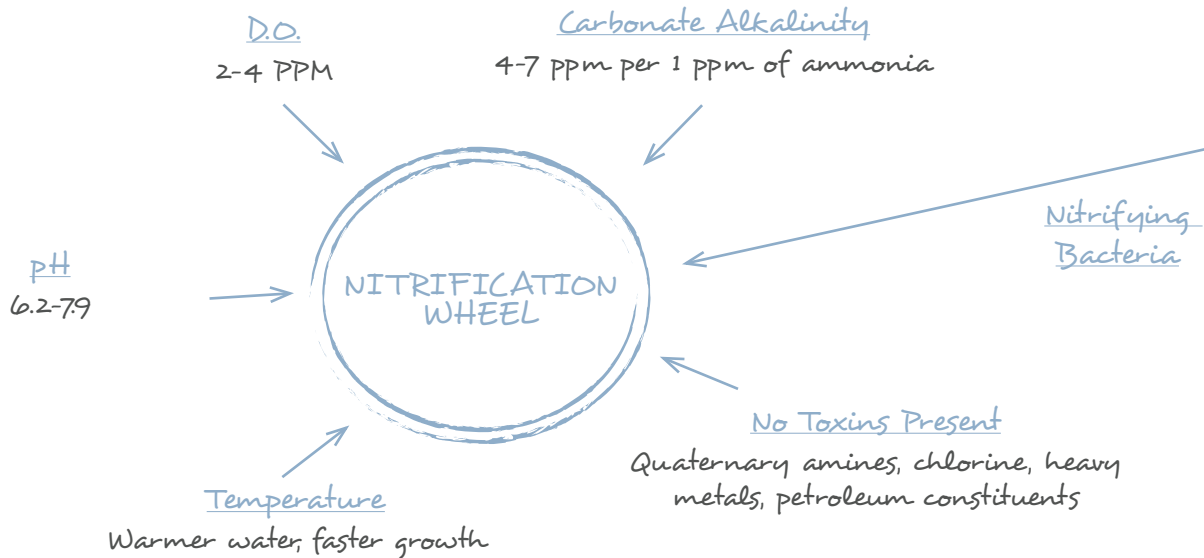 D.O.
2-4 PPM
Carbonate Alkalinity
4-7 ppm per 1 ppm of ammonia
Nitrifying
Bacteria
pH
6.2-7.9
NITRIFICATION
WHEEL
No Toxins Present
Quaternary amines, chlorine, heavy
metals, petroleum constituents
Temperature
Warmer water, faster growth